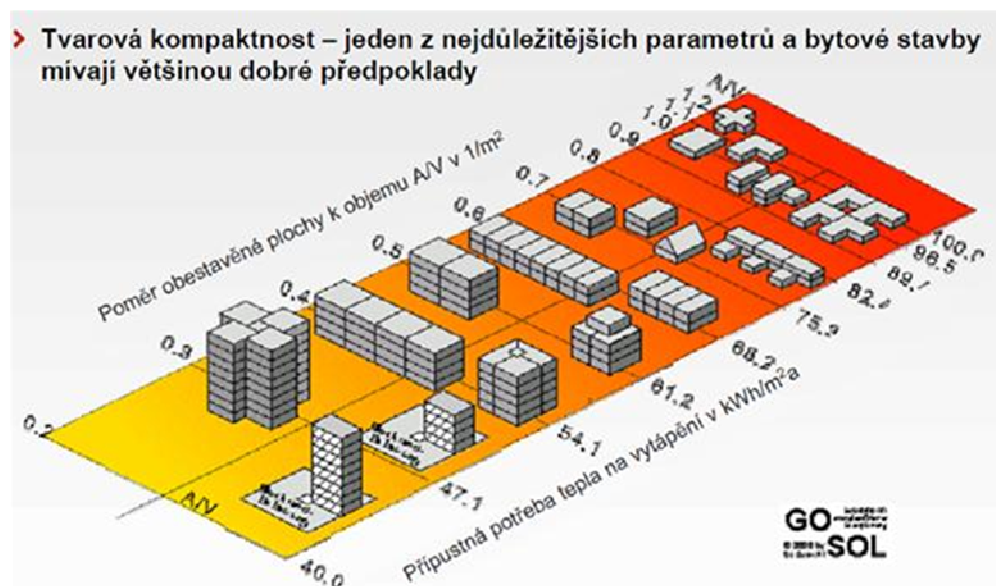 Tvarová kompaktnost – jeden z nejdůležitějších parametrů a bytové stavby
mívají většinou dobré předpoklady
A/V
1.0
0.9
0.8
0.7
0.6
0.5
0.4
0.3
0.2
Poměr obestavěné plochy k objemu A/V v 1/m²
100.0
96.5
89.7
82.4
75.3
68.2
61.2
54.1
47.1
40.0
Přípustná potřeba tepla na vytápění v kWh/m²a
A/V
GO
SOL